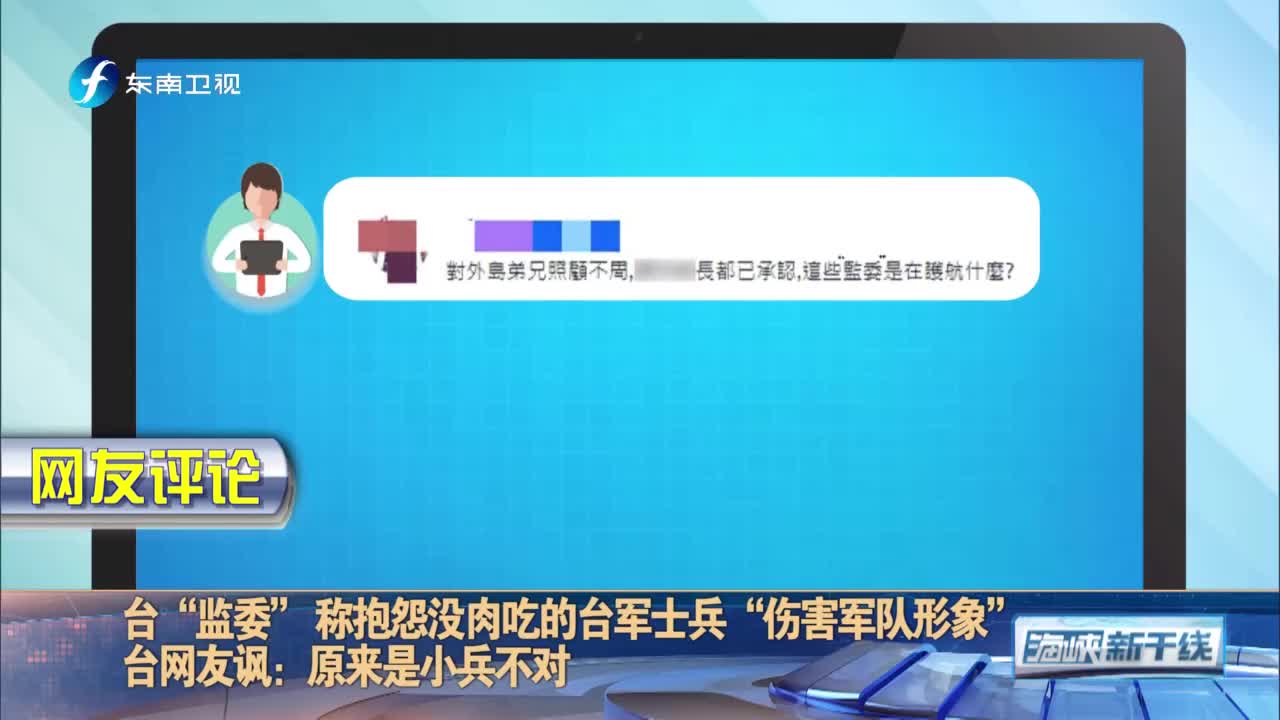 东南卫视
對外島弟兄照顧不周,
長都已承認,這些"監委"是在護航什麼?
网友评论
台“监委” 称抱怨没肉吃的台军士兵“伤害军队形象”
台网友讽：原来是小兵不对
海峡新干线